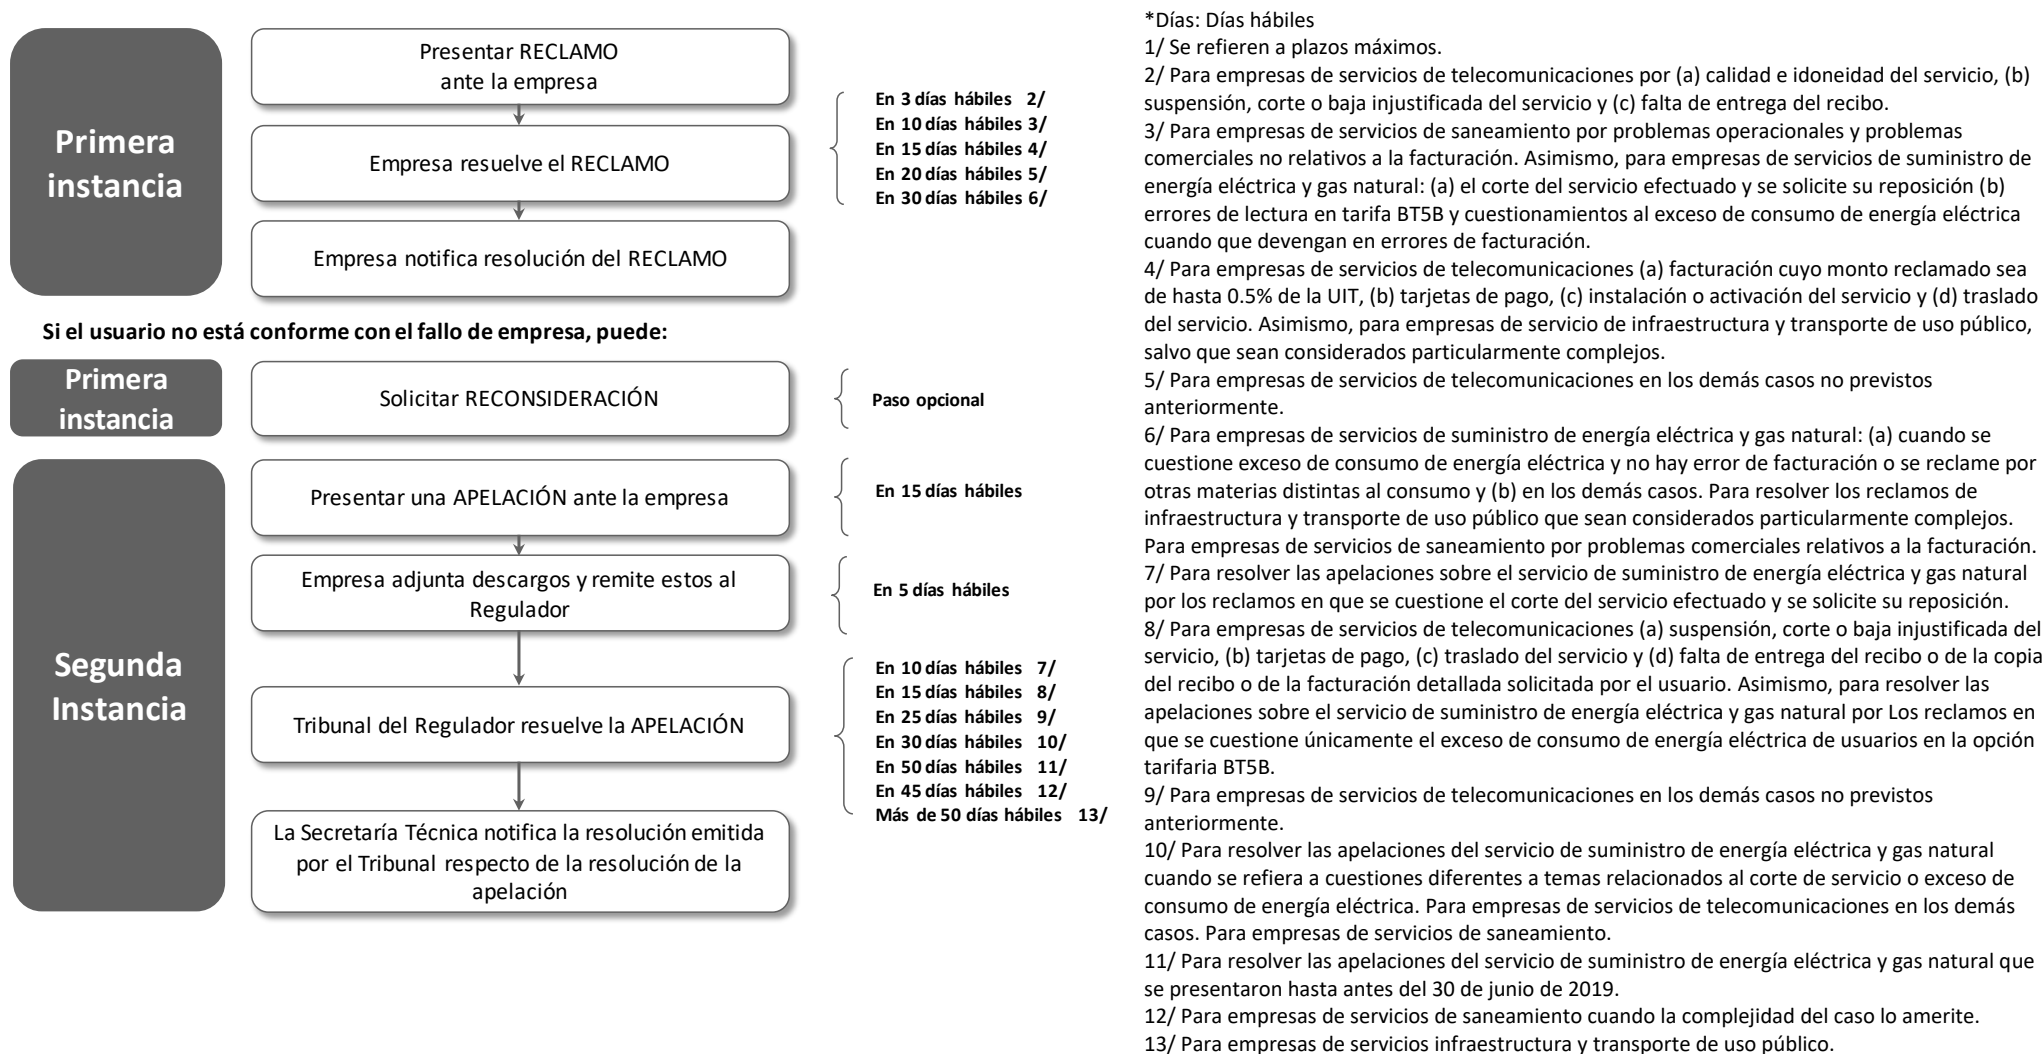 Primera
instancia
Presentar RECLAMO
ante la empresa
Empresa resuelve el RECLAMO
Empresa notifica resolución del RECLAMO
En 3 días hábiles 2/
En 10 días hábiles 3/
En 15 días hábiles 4/
En 20 días hábiles 5/
En 30 días hábiles 6/
Si el usuario no está conforme con el fallo de empresa, puede:
Primera
instancia
Solicitar RECONSIDERACIÓN
Paso opcional
Segunda
Instancia
Presentar una APELACIÓN ante la empresa
En 15 días hábiles
Empresa adjunta descargos y remite estos al
Regulador
En 5 días hábiles
Tribunal del Regulador resuelve la APELACIÓN
En 10 días hábiles 7/
En 15 días hábiles 8/
En 25 días hábiles 9/
En 30 días hábiles 10/
En 50 días hábiles 11/
En 45 días hábiles 12/
Más de 50 días hábiles 13/
La Secretaría Técnica notifica la resolución emitida
por el Tribunal respecto de la resolución de la
apelación
*Días: Días hábiles
1/ Se refieren a plazos máximos.
2/ Para empresas de servicios de telecomunicaciones por (a) calidad e idoneidad del servicio, (b)
suspensión, corte o baja injustificada del servicio y (c) falta de entrega del recibo.
3/ Para empresas de servicios de saneamiento por problemas operacionales y problemas
comerciales no relativos a la facturación. Asimismo, para empresas de servicios de suministro de
energía eléctrica y gas natural: (a) el corte del servicio efectuado y se solicite su reposición (b)
errores de lectura en tarifa BT5B y cuestionamientos al exceso de consumo de energía eléctrica
cuando que devengan en errores de facturación.
4/ Para empresas de servicios de telecomunicaciones (a) facturación cuyo monto reclamado sea
de hasta 0.5% de la UIT, (b) tarjetas de pago, (c) instalación o activación del servicio y (d) traslado
del servicio. Asimismo, para empresas de servicio de infraestructura y transporte de uso público,
salvo que sean considerados particularmente complejos.
5/ Para empresas de servicios de telecomunicaciones en los demás casos no previstos
anteriormente.
6/ Para empresas de servicios de suministro de energía eléctrica y gas natural: (a) cuando se
cuestione exceso de consumo de energía eléctrica y no hay error de facturación o se reclame por
otras materias distintas al consumo y (b) en los demás casos. Para resolver los reclamos de
infraestructura y transporte de uso público que sean considerados particularmente complejos.
Para empresas de servicios de saneamiento por problemas comerciales relativos a la facturación.
7/ Para resolver las apelaciones sobre el servicio de suministro de energía eléctrica y gas natural
por los reclamos en que se cuestione el corte del servicio efectuado y se solicite su reposición.
8/ Para empresas de servicios de telecomunicaciones (a) suspensión, corte o baja injustificada del
servicio, (b) tarjetas de pago, (c) traslado del servicio y (d) falta de entrega del recibo o de la copia
del recibo o de la facturación detallada solicitada por el usuario. Asimismo, para resolver las
apelaciones sobre el servicio de suministro de energía eléctrica y gas natural por Los reclamos en
que se cuestione únicamente el exceso de consumo de energía eléctrica de usuarios en la opción
tarifaria BT5B.
9/ Para empresas de servicios de telecomunicaciones en los demás casos no previstos
anteriormente.
10/ Para resolver las apelaciones del servicio de suministro de energía eléctrica y gas natural
cuando se refiera a cuestiones diferentes a temas relacionados al corte de servicio o exceso de
consumo de energía eléctrica. Para empresas de servicios de telecomunicaciones en los demás
casos. Para empresas de servicios de saneamiento.
11/ Para resolver las apelaciones del servicio de suministro de energía eléctrica y gas natural que
se presentaron hasta antes del 30 de junio de 2019.
12/ Para empresas de servicios de saneamiento cuando la complejidad del caso lo amerite.
13/ Para empresas de servicios infraestructura y transporte de uso público.